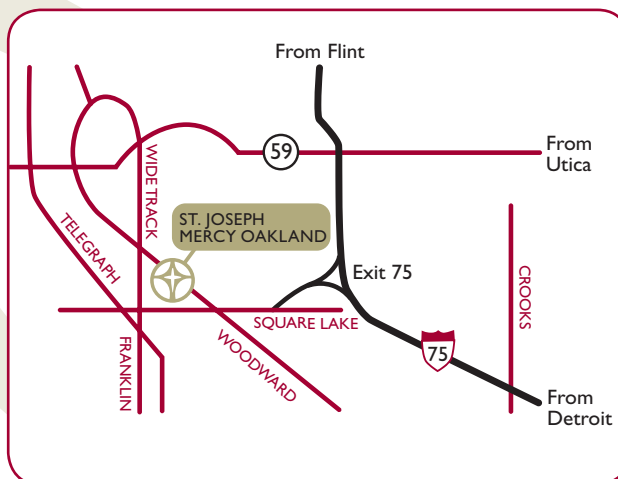 From Flint
59
From
Utica
WIDE TRACK
ST. JOSEPH
MERCY OAKLAND
TELEGRAPH
Exit 75
CROOKS
SQUARE LAKE
FRANKLIN
WOODWARD
75
From
Detroit